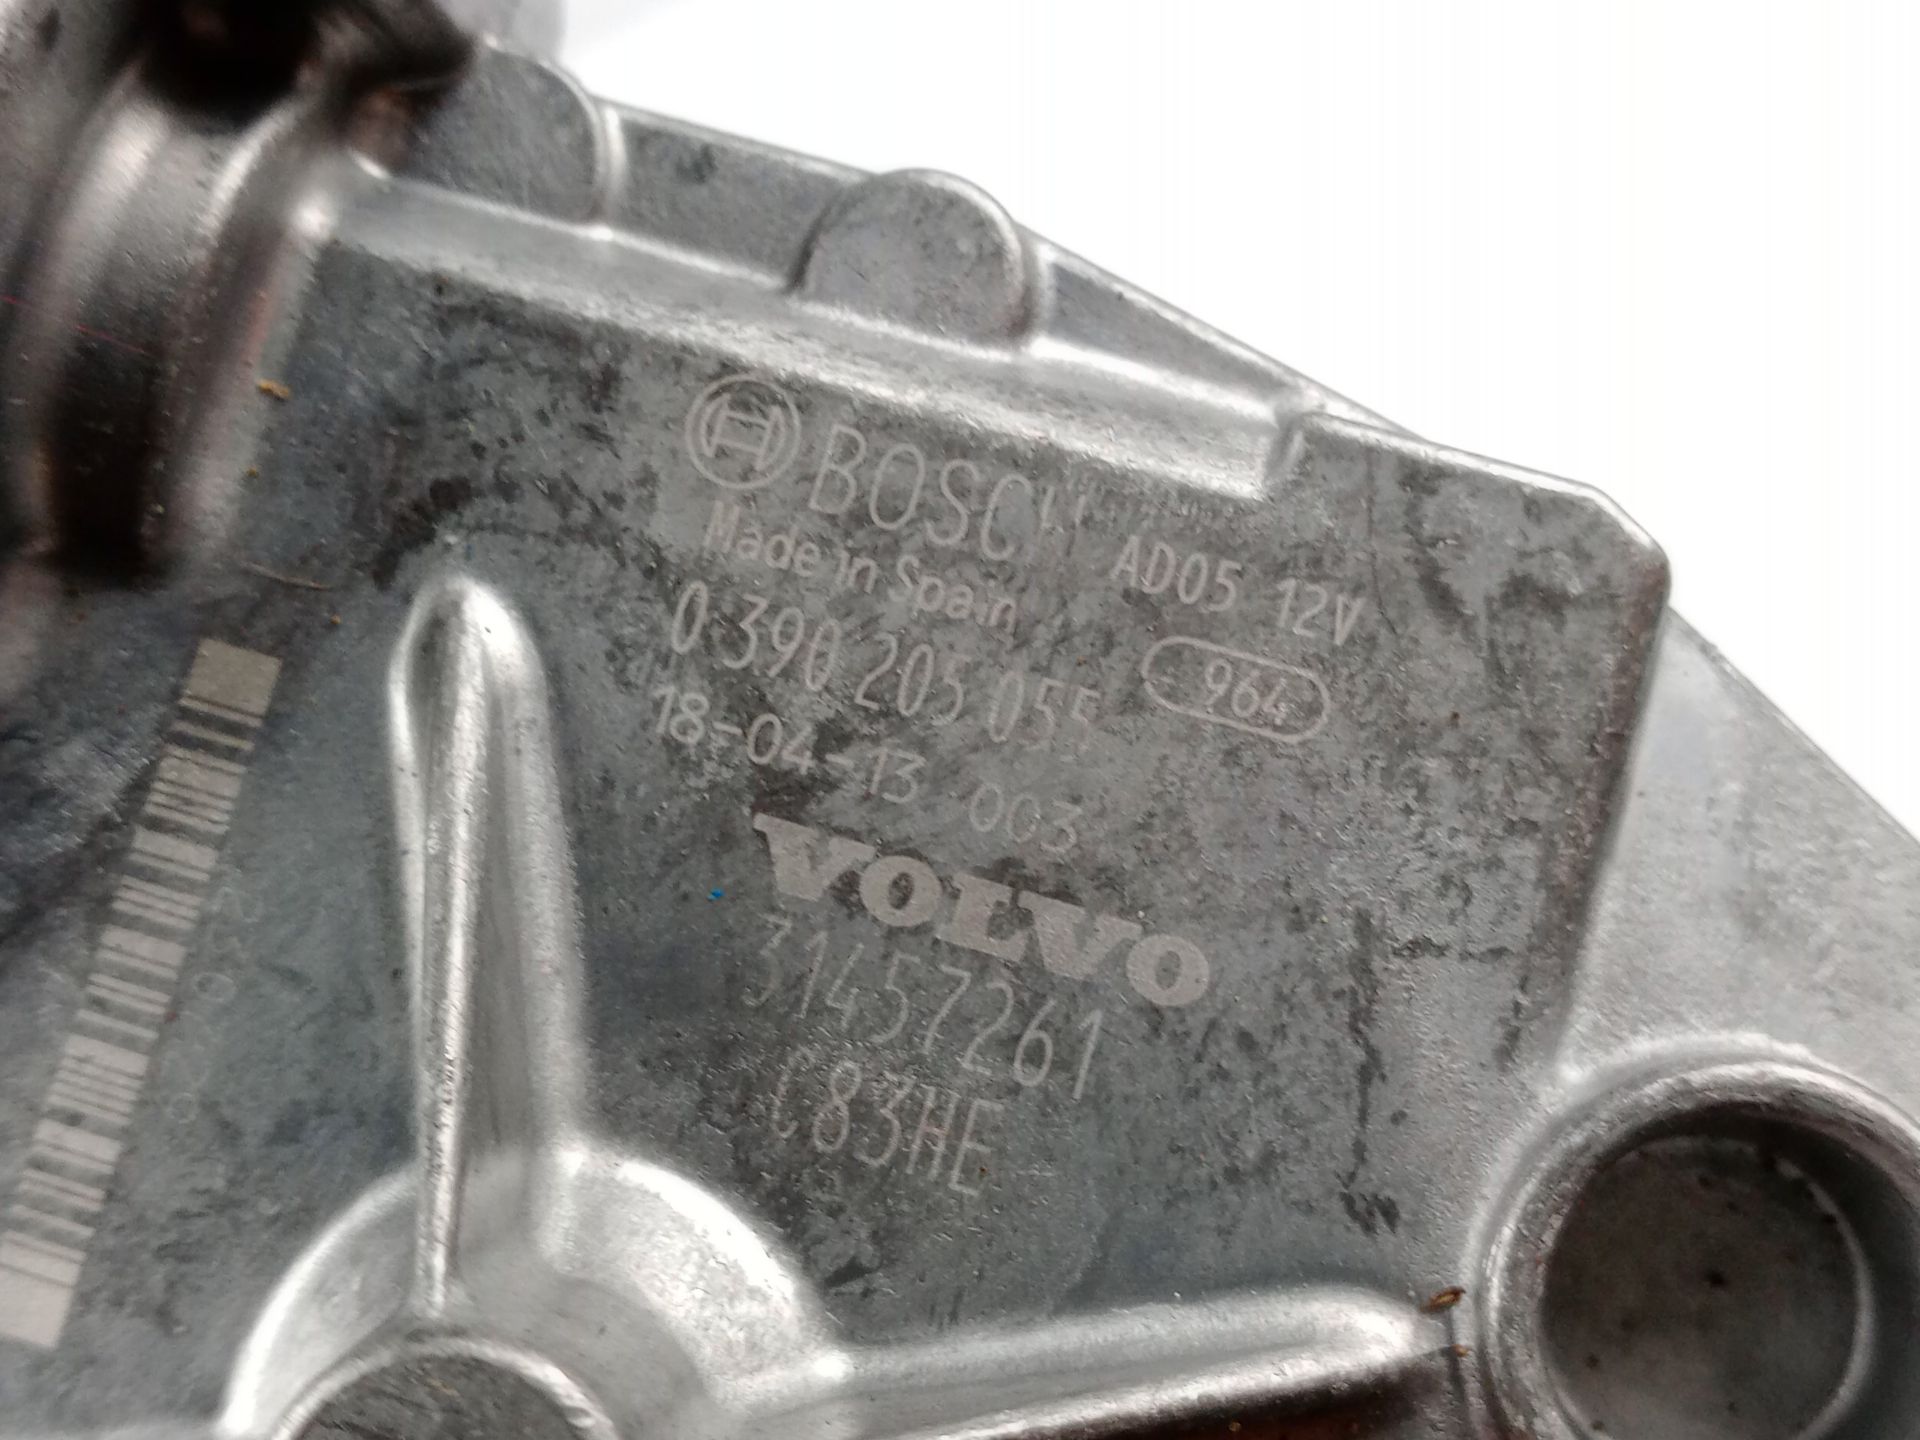 BOSCH AD05 12V
Made in Spain
0 390 205 055 964
18-04-13 003
VOLVO
31457261
C83HE